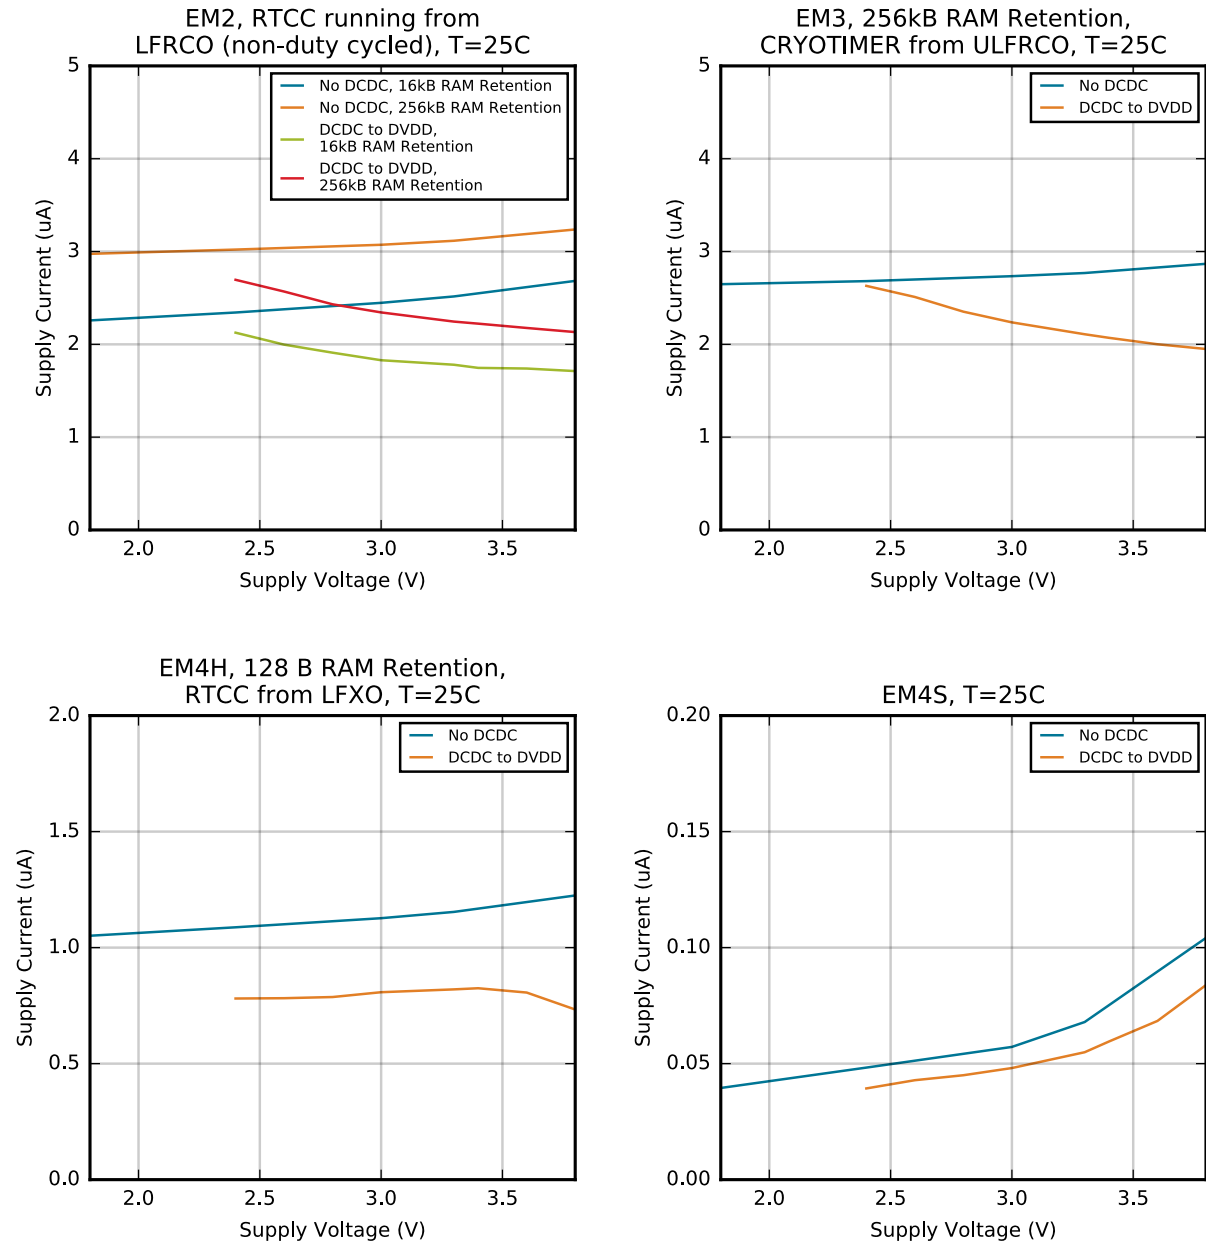 EM2, RTCC running from
LFRCO (non-duty cycled), T=25C
5
4
3
2
1
0
Supply Current (uA)
No DCDC, 16kB RAM Retention
No DCDC, 256kB RAM Retention
DCDC to DVDD,
16kB RAM Retention
DCDC to DVDD,
256kB RAM Retention
2.0 2.5 3.0 3.5
Supply Voltage (V)
EM3, 256kB RAM Retention,
CRYOTIMER from ULFRCO, T=25C
5
4
3
2
1
0
Supply Current (uA)
No DCDC
DCDC to DVDD
2.0 2.5 3.0 3.5
Supply Voltage (V)
EM4H, 128 B RAM Retention,
RTCC from LFXO, T=25C
2.0
1.5
1.0
0.5
0.0
Supply Current (uA)
No DCDC
DCDC to DVDD
2.0 2.5 3.0 3.5
Supply Voltage (V)
EM4S, T=25C
0.20
0.15
0.10
0.05
0.00
Supply Current (uA)
No DCDC
DCDC to DVDD
2.0 2.5 3.0 3.5
Supply Voltage (V)